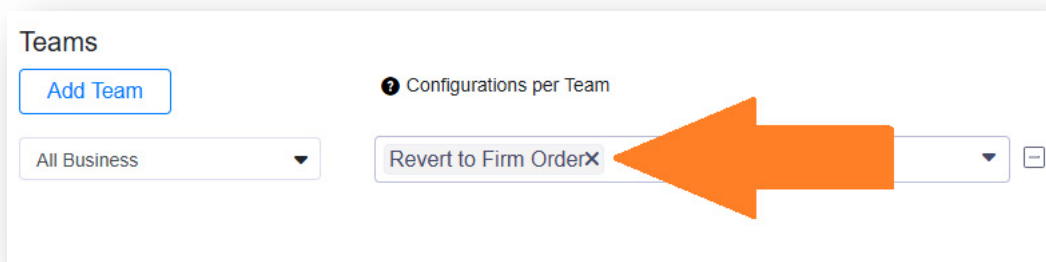 Teams
Add Team
? Configurations per Team
All Business
Revert to Firm Order×